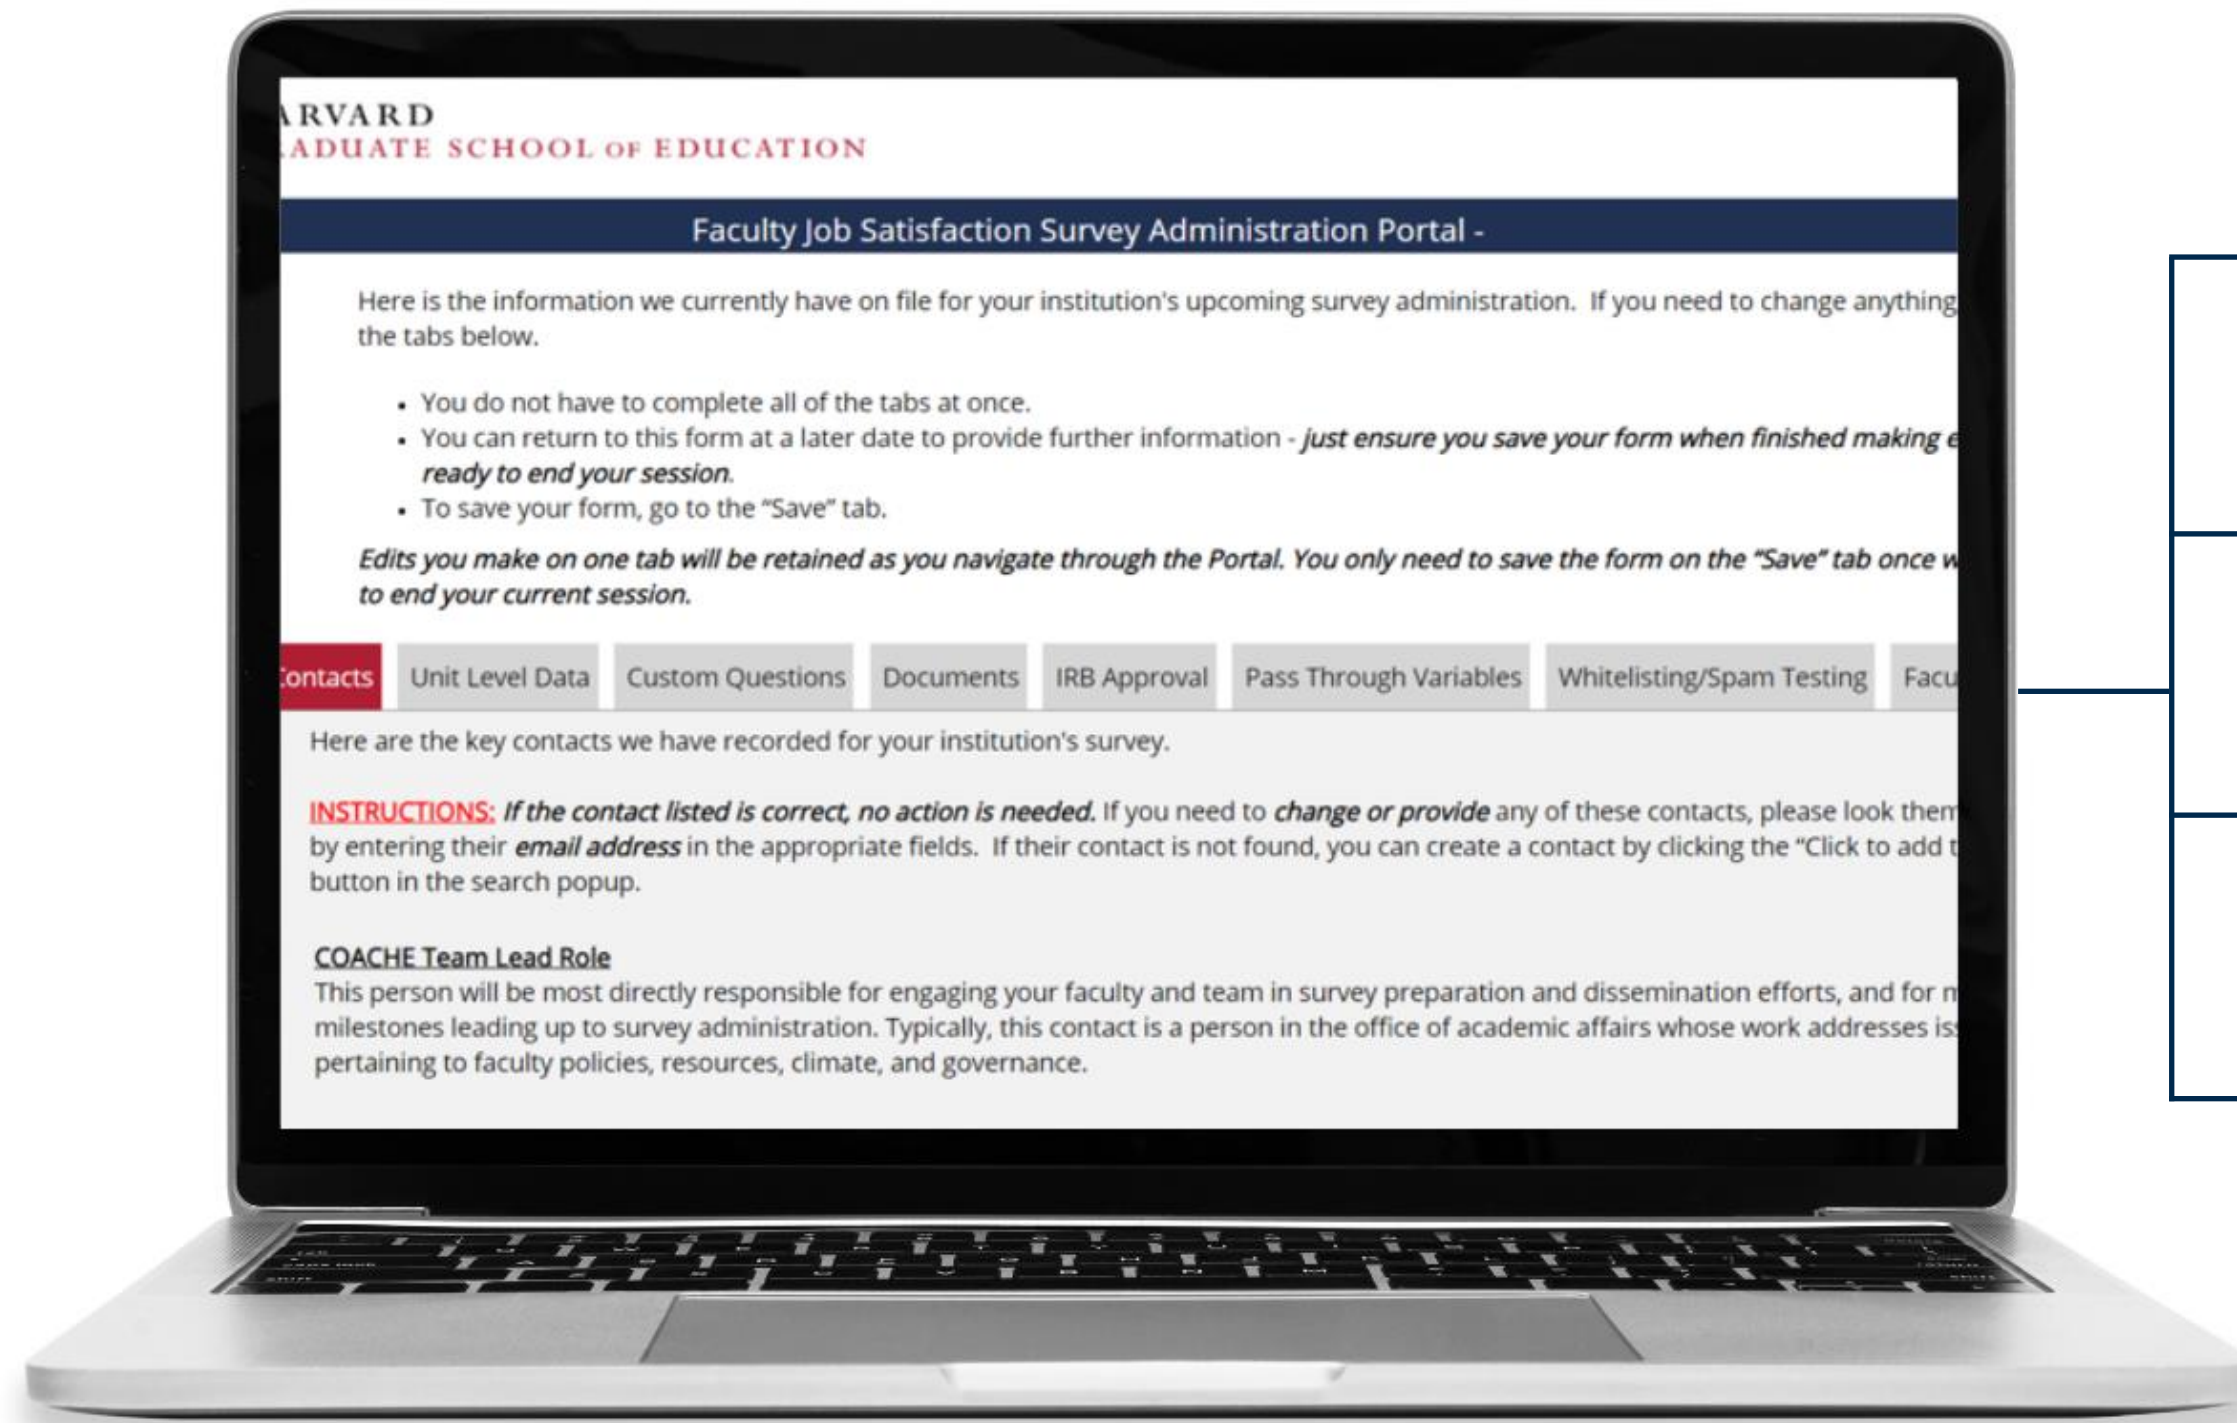 ARVARD
ADUATE SCHOOL OF EDUCATION
Faculty Job Satisfaction Survey Administration Portal -
Here is the information we currently have on file for your institution's upcoming survey administration. If you need to change anything
the tabs below.
• You do not have to complete all of the tabs at once.
• You can return to this form at a later date to provide further information - just ensure you save your form when finished making e
ready to end your session.
• To save your form, go to the “Save” tab.
Edits you make on one tab will be retained as you navigate through the Portal. You only need to save the form on the “Save” tab once w
to end your current session.
Contacts Unit Level Data Custom Questions Documents IRB Approval Pass Through Variables Whitelisting/Spam Testing Facu
Here are the key contacts we have recorded for your institution's survey.
INSTRUCTIONS: If the contact listed is correct, no action is needed. If you need to change or provide any of these contacts, please look them
by entering their email address in the appropriate fields. If their contact is not found, you can create a contact by clicking the “Click to add t
button in the search popup.
COACHE Team Lead Role
This person will be most directly responsible for engaging your faculty and team in survey preparation and dissemination efforts, and for m
milestones leading up to survey administration. Typically, this contact is a person in the office of academic affairs whose work addresses iss
pertaining to faculty policies, resources, climate, and governance.